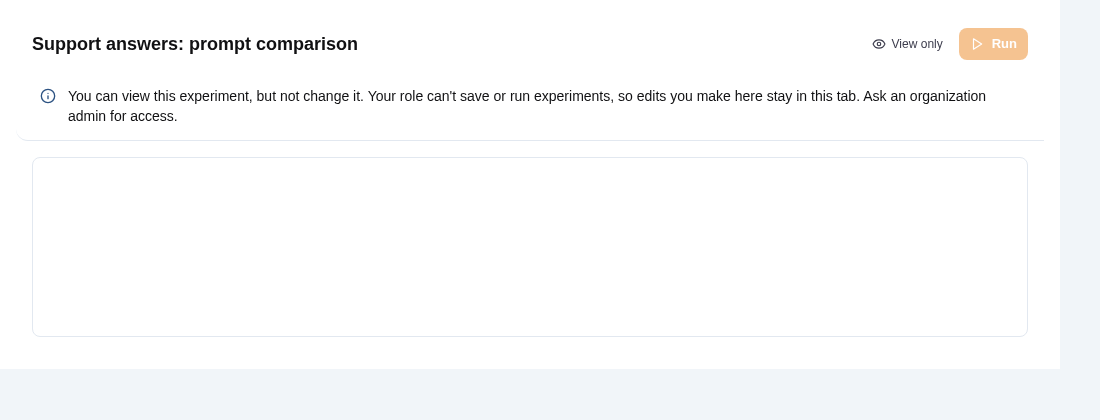 Support answers: prompt comparison
View only
Run
You can view this experiment, but not change it. Your role can't save or run experiments, so edits you make here stay in this tab. Ask an organization
admin for access.